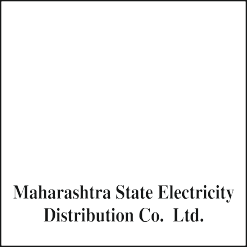 Maharashtra State Electricity
Distribution Co. Ltd.